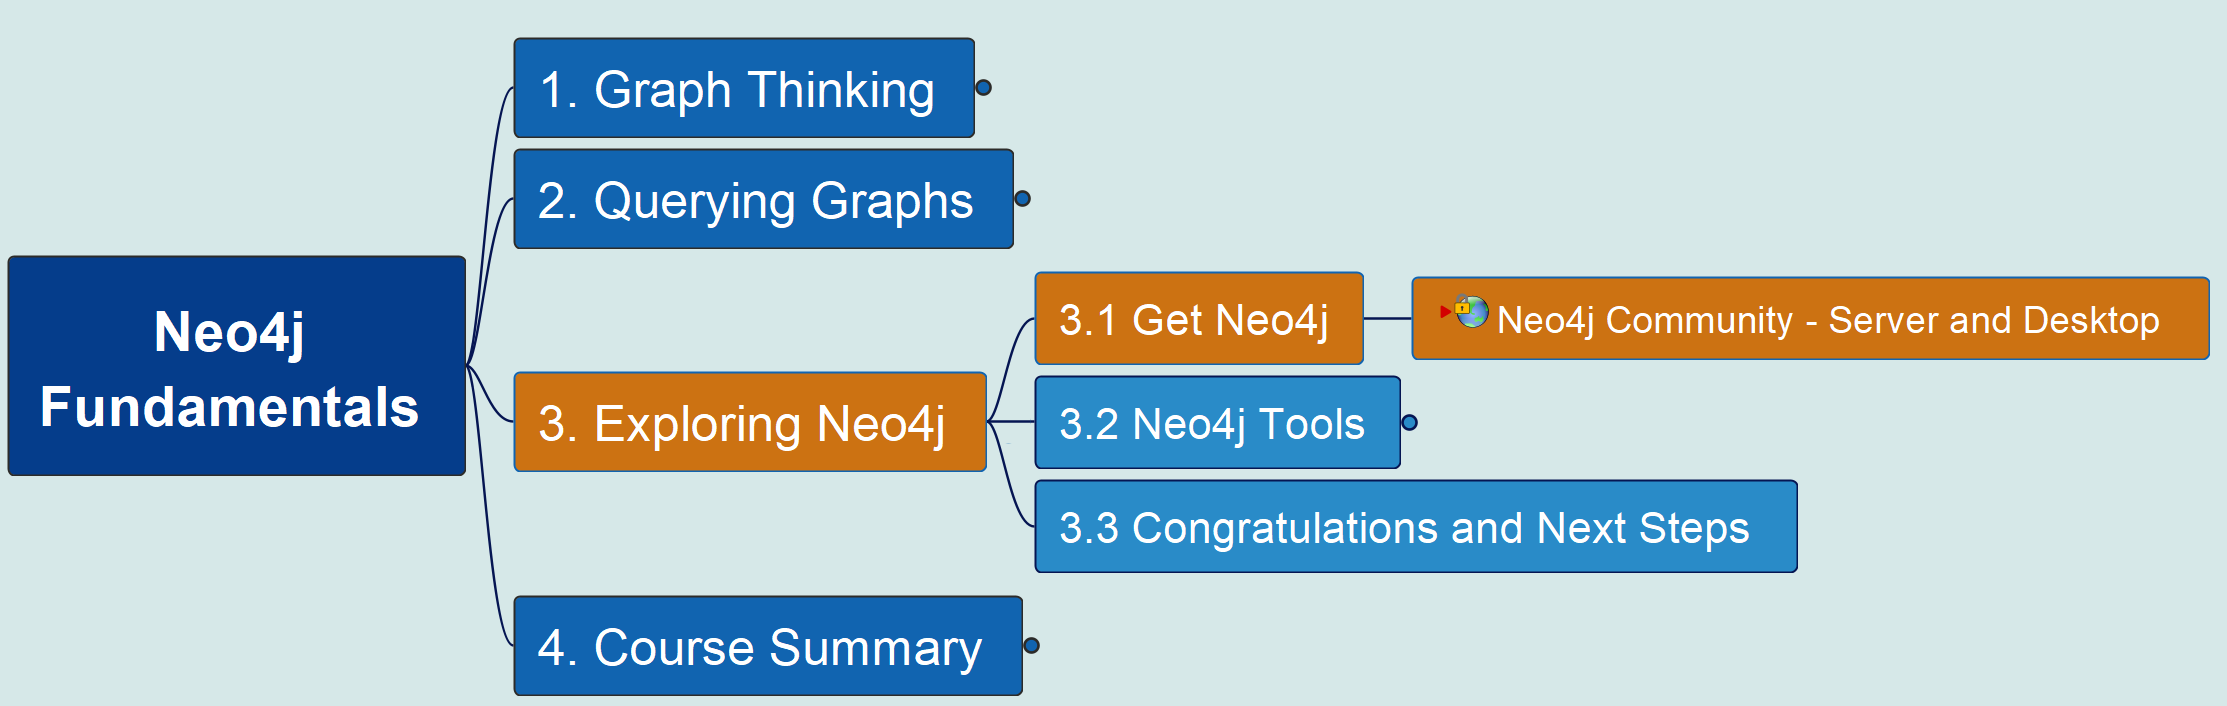 Neo4j
Fundamentals
1. Graph Thinking
2. Querying Graphs
3. Exploring Neo4j
3.1 Get Neo4j
Neo4j Community - Server and Desktop
3.2 Neo4j Tools
3.3 Congratulations and Next Steps
4. Course Summary